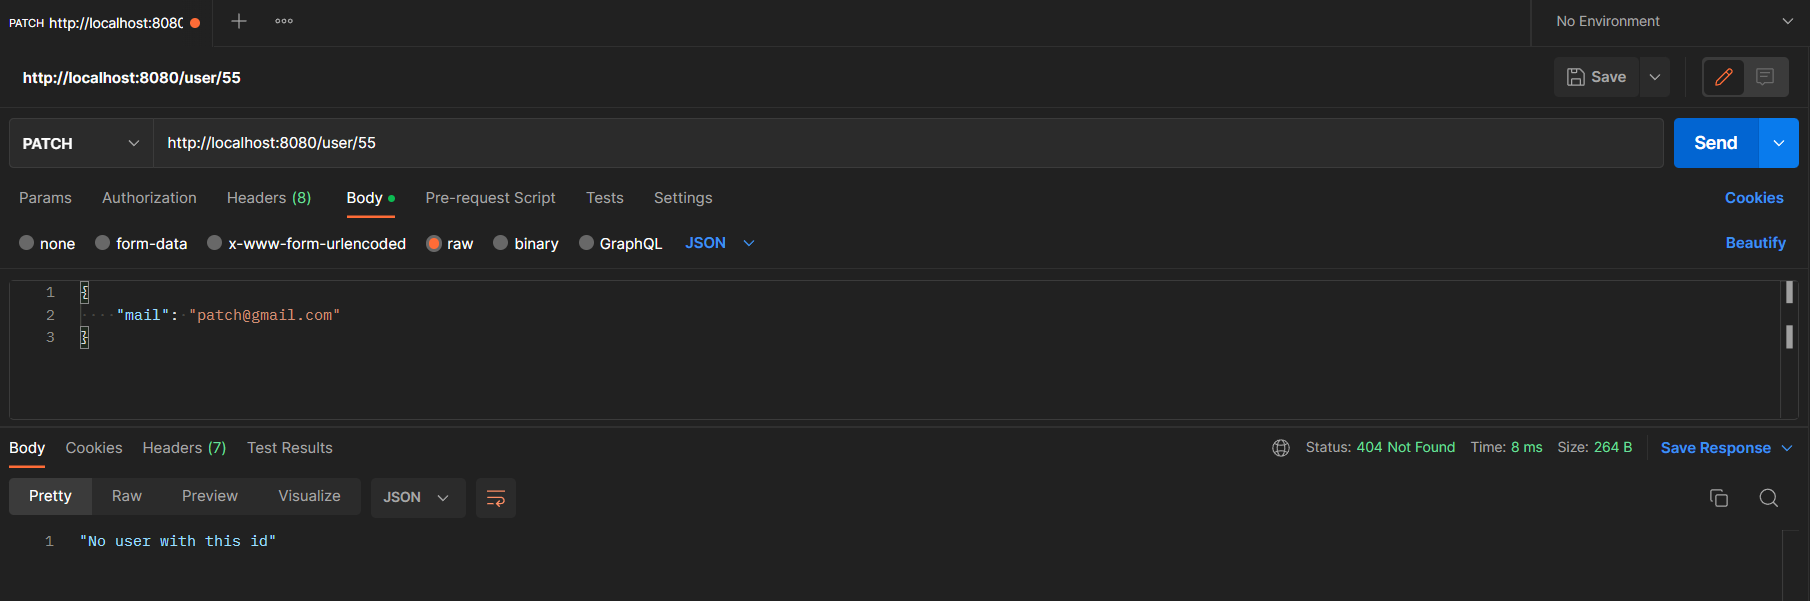 PATCH http://localhost:808
No Environment
http://localhost:8080/user/55
Save
PATCH
http://localhost:8080/user/55
Send
Params Authorization Headers (8) Body Pre-request Script Tests Settings Cookies
none form-data x-www-form-urlencoded raw binary GraphQL JSON Beautify
1 {
2 "mail": "patch@gmail.com"
3 }
Body Cookies Headers (7) Test Results Status: 404 Not Found Time: 8 ms Size: 264 B Save Response
Pretty Raw Preview Visualize JSON
1 "No user with this id"